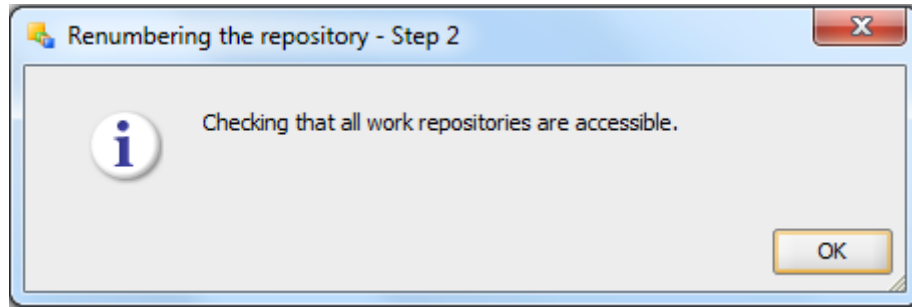 Renumbering the repository - Step 2
Checking that all work repositories are accessible.
OK